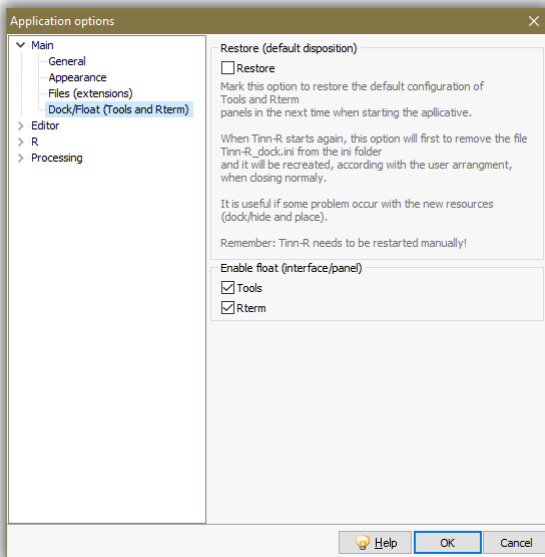 Application options
Main
General
Appearance
Files (extensions)
Dock/Float (Tools and Rterm)
Editor
R
Processing
Restore (default disposition)
Restore
Mark this option to restore the default configuration of
Tools and Rterm
panels in the next time when starting the apllicative.
When Tinn-R starts again, this option will first to remove the file
Tinn-R_dock.ini from the ini folder
and it will be recreated, according with the user arrangment,
when closing normaly.
It is useful if some problem occur with the new resources
(dock/hide and place).
Remember: Tinn-R needs to be restarted manually!
Enable float (interface/panel)
Tools
Rterm
Help
OK
Cancel